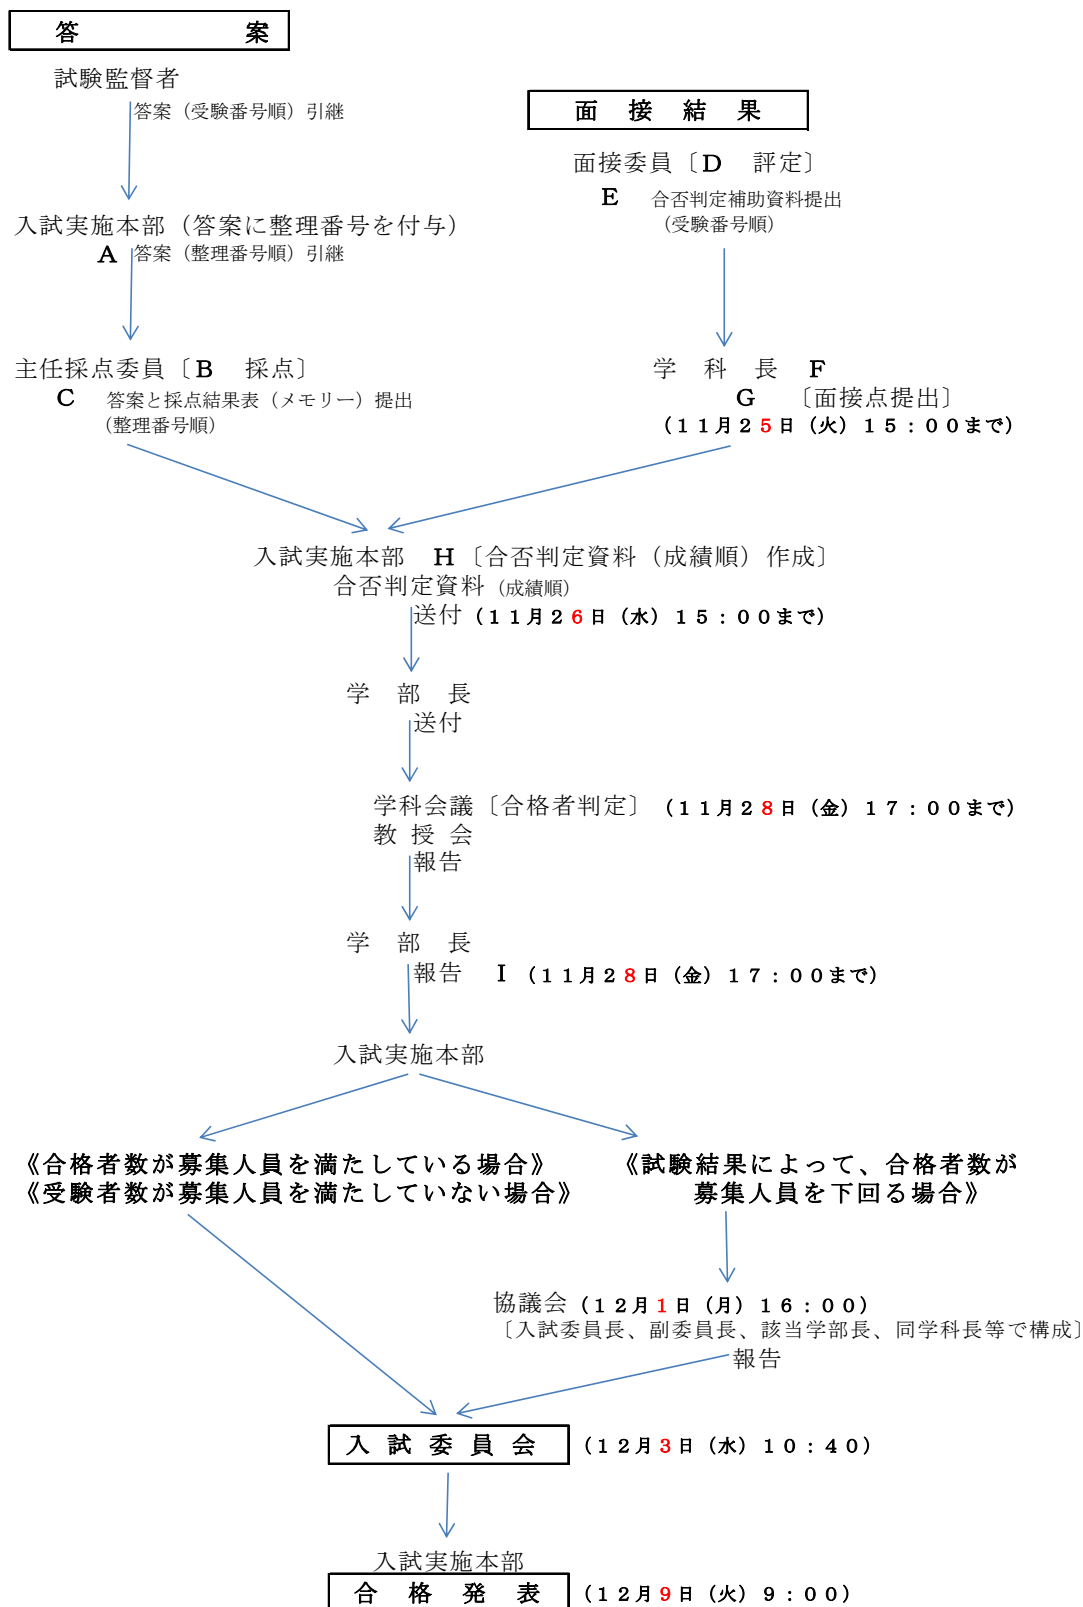 答　案
試験監督者
答案（受験番号順）引継
入試実施本部（答案に整理番号を付与）
A　答案（整理番号順）引継
主任採点委員〔B　採点〕
C　答案と採点結果表（メモリー）提出
（整理番号順）
面　接　結　果
面接委員〔D　評定〕
E　合否判定補助資料提出
（受験番号順）
学　科　長　F
G　〔面接点提出〕
（１１月２５日（火）１５：００まで）
入試実施本部　H〔合否判定資料（成績順）作成〕
合否判定資料（成績順）
送付（１１月２６日（水）１５：００まで）
学　部　長
送付
学科会議〔合格者判定〕（１１月２８日（金）１７：００まで）
教 授 会
報告
学　部　長
報告　I（１１月２８日（金）１７：００まで）
入試実施本部
《合格者数が募集人員を満たしている場合》
《受験者数が募集人員を満たしていない場合》
《試験結果によって、合格者数が
募集人員を下回る場合》
協議会（１２月１日（月）１６：００）
〔入試委員長、副委員長、該当学部長、同学科長等で構成〕
報告
入 試 委 員 会（１２月３日（水）１０：４０）
入試実施本部
合　格　発　表（１２月９日（火）９：００）